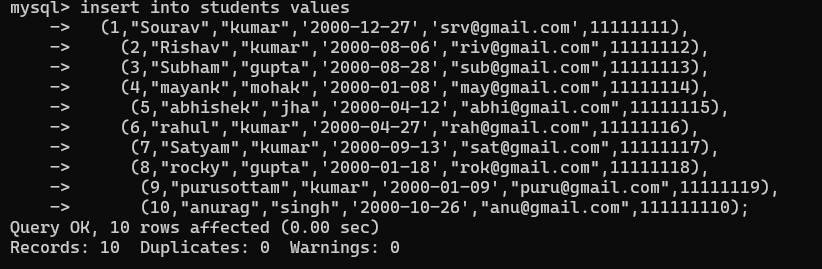 mysql> insert into students values
    ->   (1,"Sourav","kumar",'2000-12-27','srv@gmail.com',11111111),
    ->     (2,"Rishav","kumar",'2000-08-06',"riv@gmail.com",11111112),
    ->     (3,"Subham","gupta",'2000-08-28',"sub@gmail.com",11111113),
    ->     (4,"mayank","mohak",'2000-01-08',"may@gmail.com",11111114),
    ->      (5,"abhishek","jha",'2000-04-12',"abhi@gmail.com",11111115),
    ->     (6,"rahul","kumar",'2000-04-27',"rah@gmail.com",11111116),
    ->      (7,"Satyam","kumar",'2000-09-13',"sat@gmail.com",11111117),
    ->      (8,"rocky","gupta",'2000-01-18',"rok@gmail.com",11111118),
    ->       (9,"purusottam","kumar",'2000-01-09',"puru@gmail.com",11111119),
    ->       (10,"anurag","singh",'2000-10-26',"anu@gmail.com",111111110);
Query OK, 10 rows affected (0.00 sec)
Records: 10  Duplicates: 0  Warnings: 0